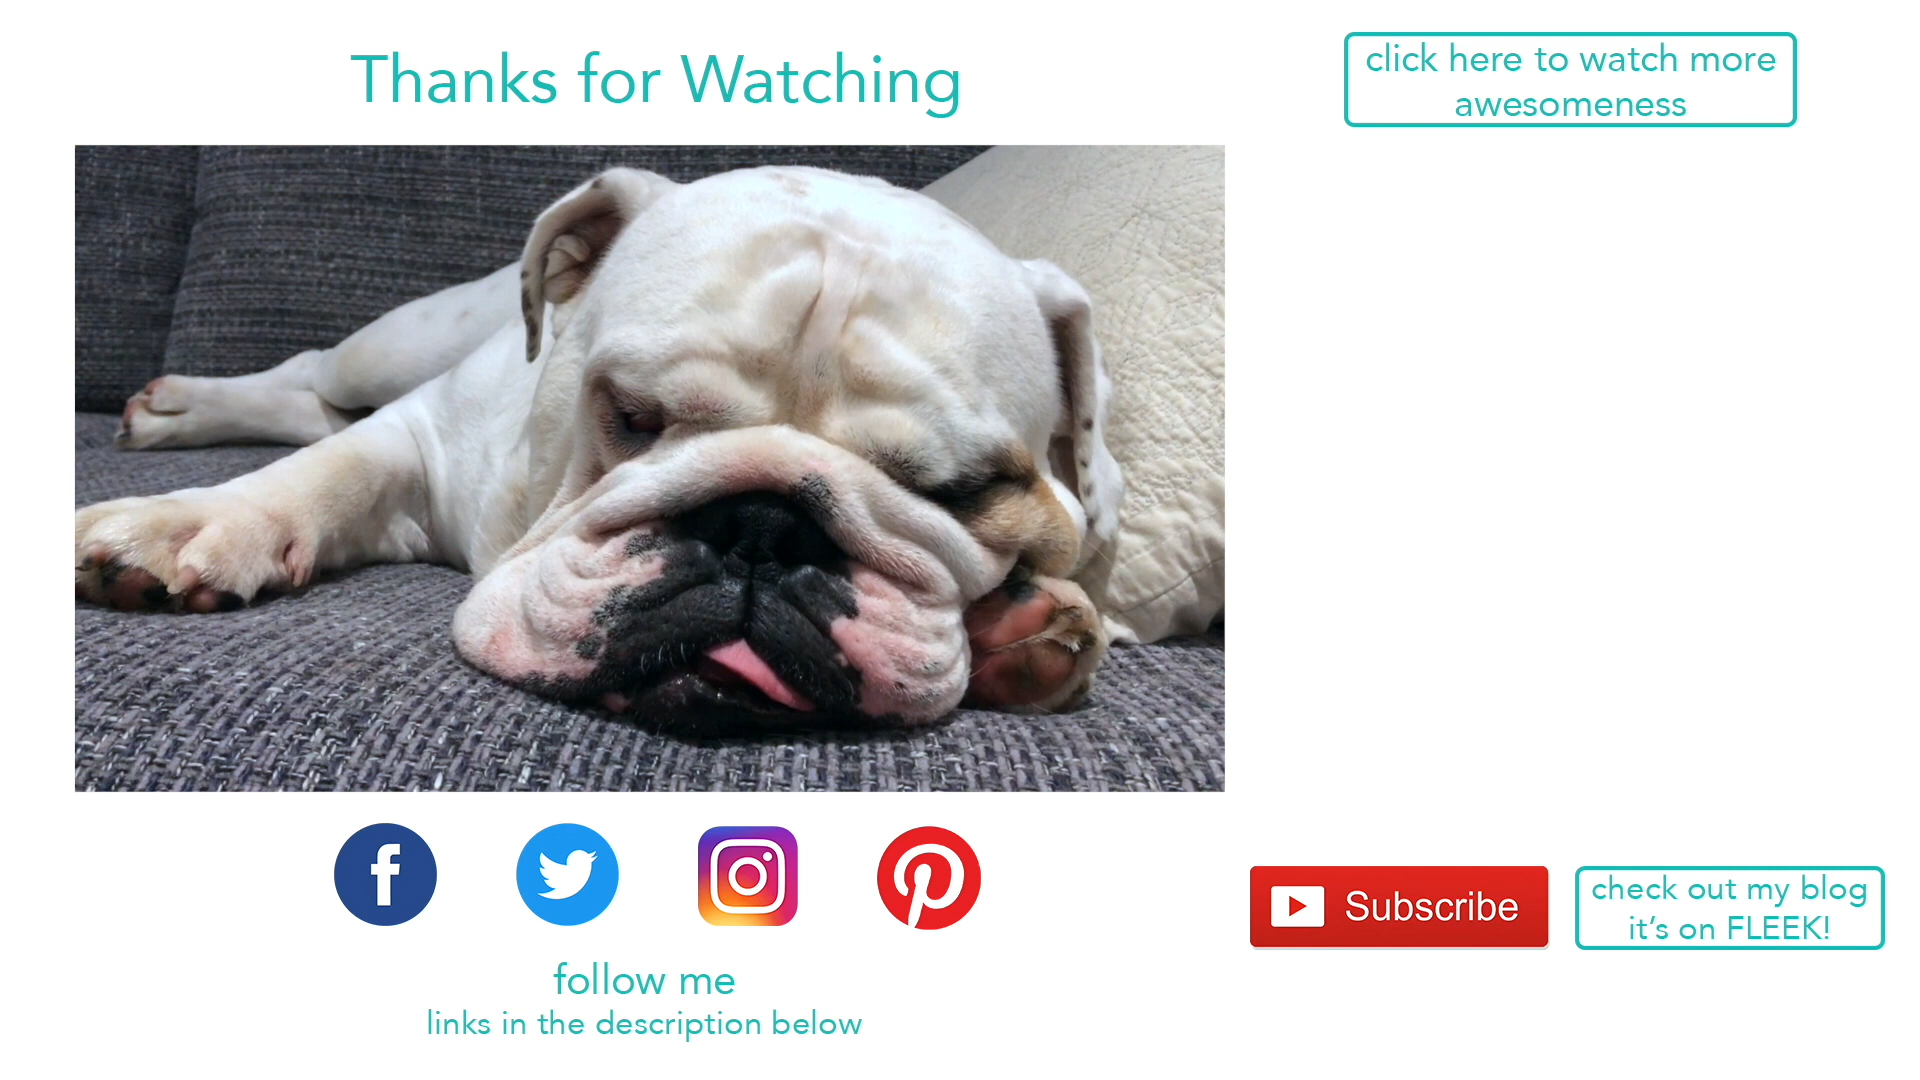 Thanks for Watching
click here to watch more
awesomeness
Subscribe
check out my blog
it's on FLEEK!
follow me
links in the description below